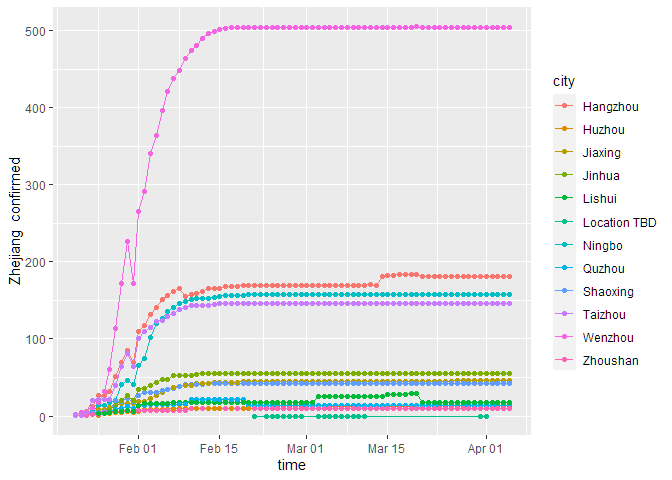 500
400
300
200
100
0
Zhejiang confirmed
Feb 01
Feb 15
Mar 01
Mar 15
Apr 01
time
city
Hangzhou
Huzhou
Jiaxing
Jinhua
Lishui
Location TBD
Ningbo
Quzhou
Shaoxing
Taizhou
Wenzhou
Zhoushan